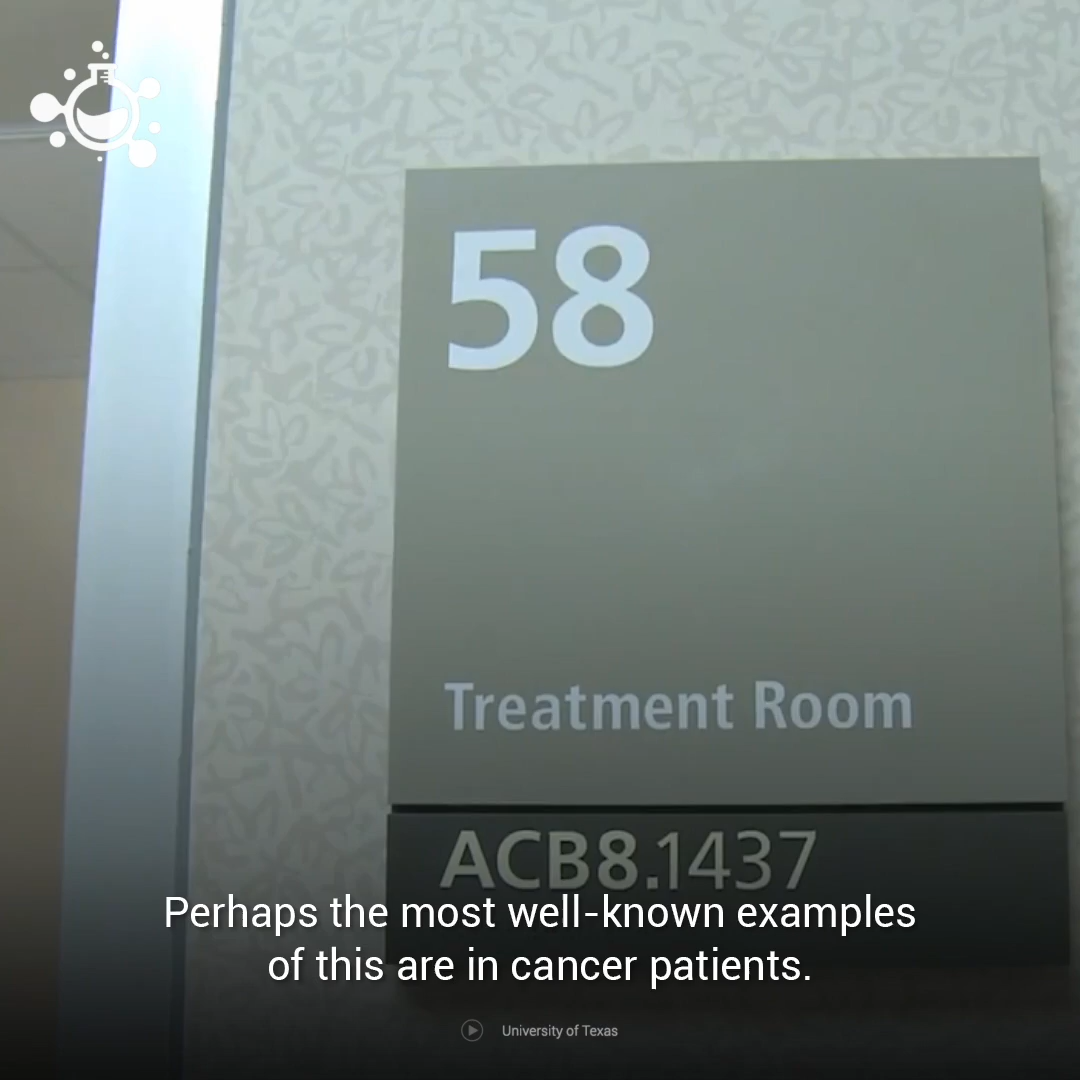 58
Treatment Room
ACB8.1437
Perhaps the most well-known examples
of this are in cancer patients.
University of Texas